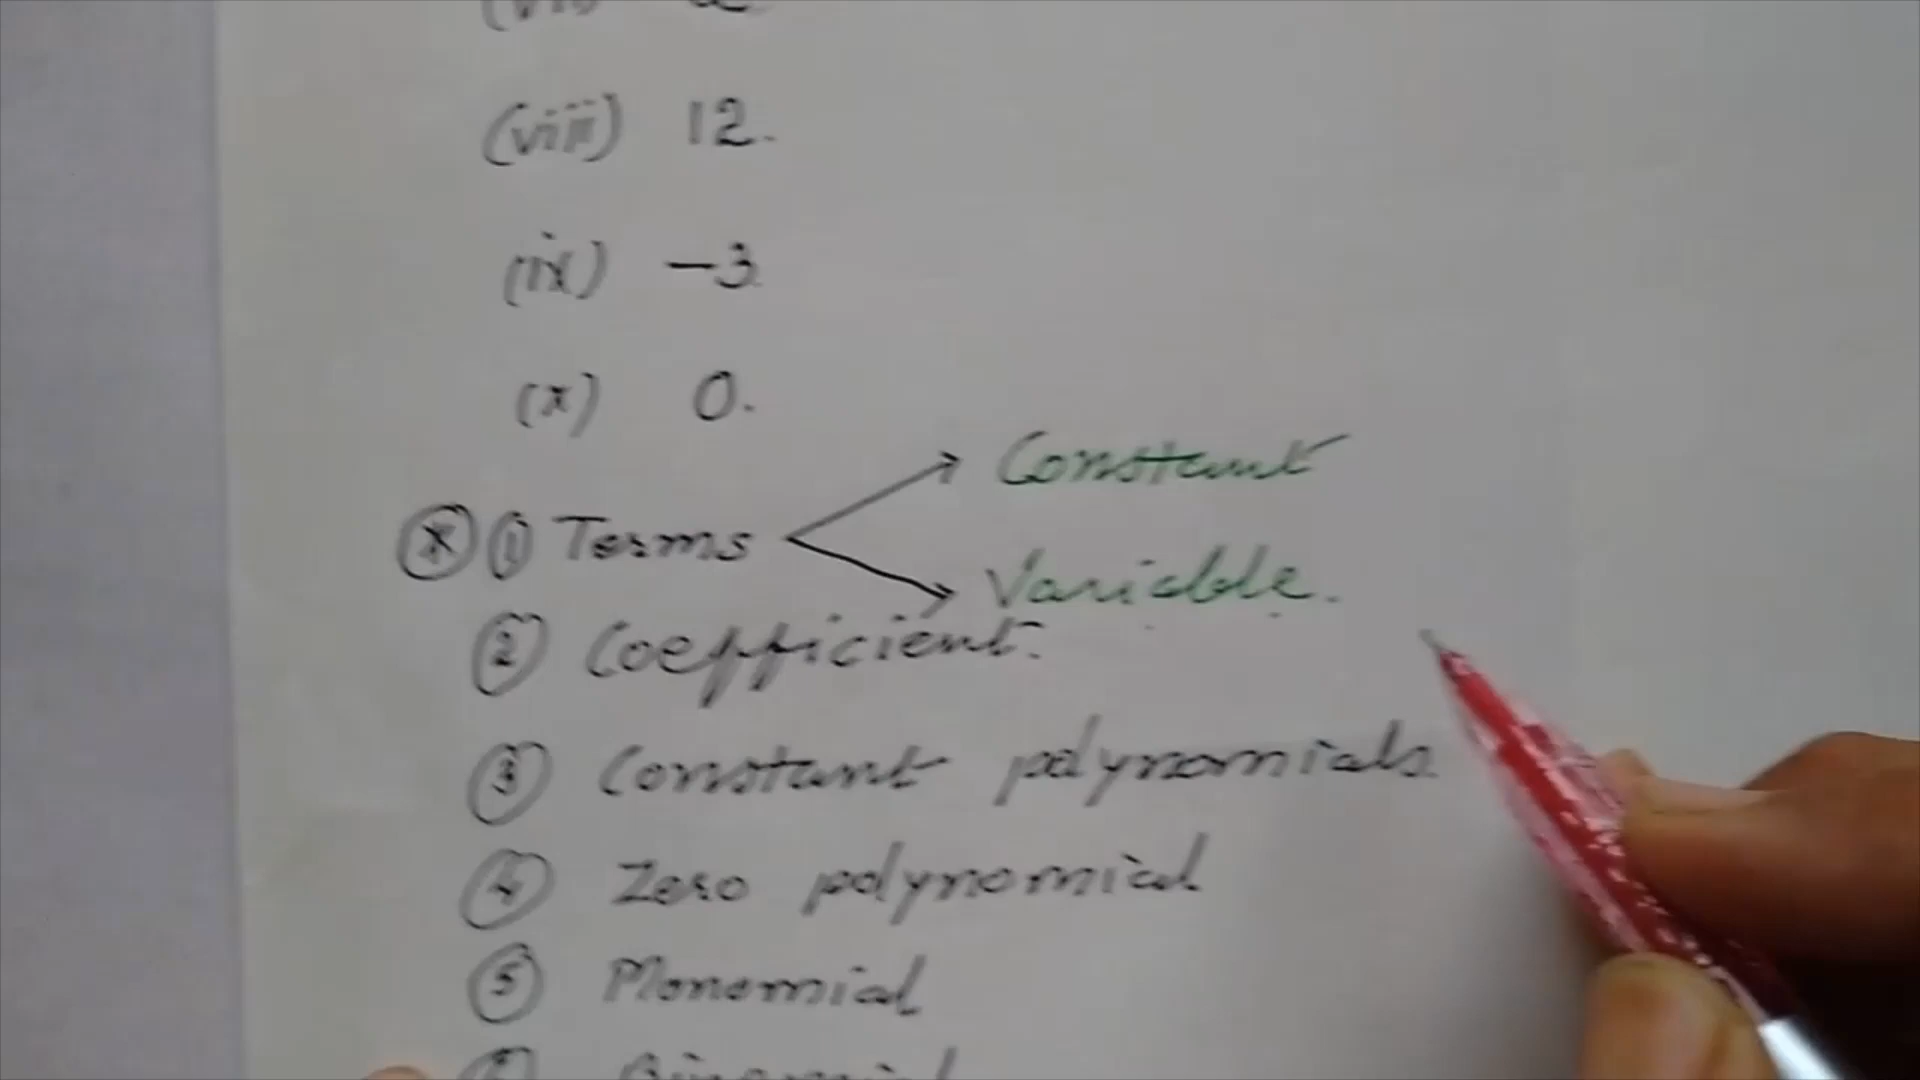 (viii) 12.
(ix) -3
(x) 0.
Constant
① Terms
Variable.
② Coefficient.
③ Constant polynomials
④ Zero polynomial
⑤ Monomial
Binomial